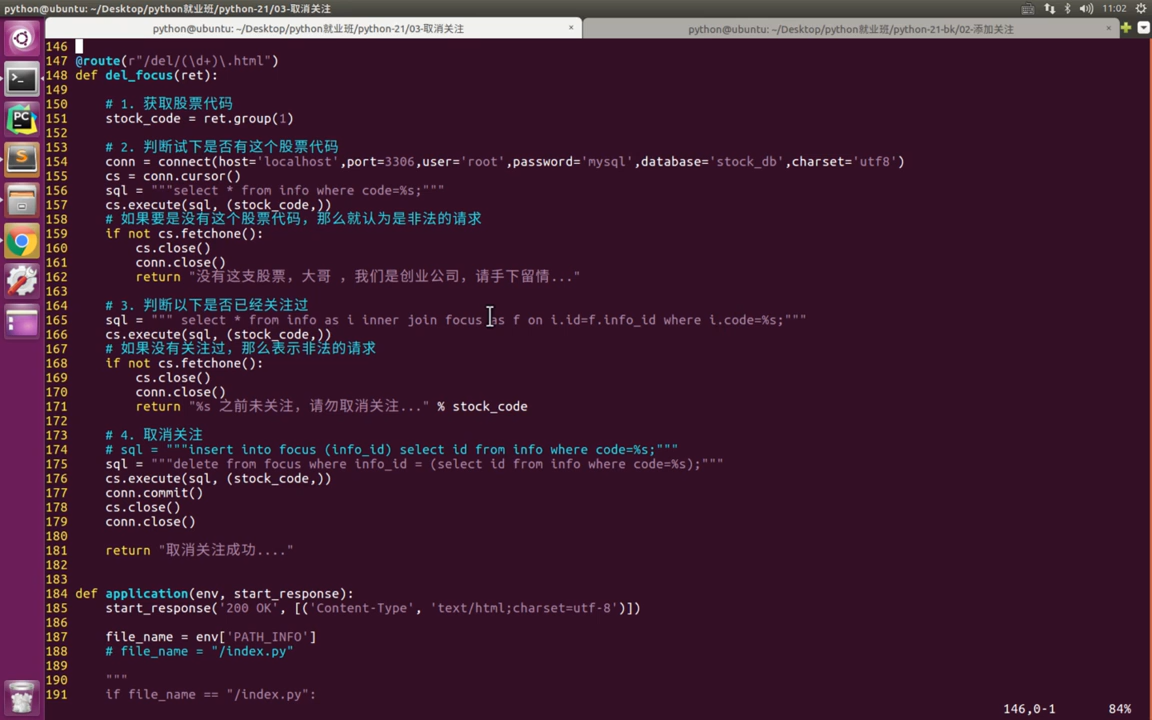 python@ubuntu: ~/Desktop/python就业班/python-21/03-取消关注
11:02
python@ubuntu: ~/Desktop/python就业班/python-21/03-取消关注 ×
python@ubuntu: ~/Desktop/python就业班/python-21-bk/02-添加关注 ×
146
147 @route(r"/del/(\d+)\.html")
148 def del_focus(ret):
149
150     # 1. 获取股票代码
151     stock_code = ret.group(1)
152
153     # 2. 判断试下是否有这个股票代码
154     conn = connect(host='localhost',port=3306,user='root',password='mysql',database='stock_db',charset='utf8')
155     cs = conn.cursor()
156     sql = """select * from info where code=%s;"""
157     cs.execute(sql, (stock_code,))
158     # 如果要是没有这个股票代码，那么就认为是非法的请求
159     if not cs.fetchone():
160         cs.close()
161         conn.close()
162         return "没有这支股票，大哥 ，我们是创业公司，请手下留情..."
163
164     # 3. 判断以下是否已经关注过
165     sql = """ select * from info as i inner join focus as f on i.id=f.info_id where i.code=%s;"""
166     cs.execute(sql, (stock_code,))
167     # 如果没有关注过，那么表示非法的请求
168     if not cs.fetchone():
169         cs.close()
170         conn.close()
171         return "%s 之前未关注，请勿取消关注..." % stock_code
172
173     # 4. 取消关注
174     # sql = """insert into focus (info_id) select id from info where code=%s;"""
175     sql = """delete from focus where info_id = (select id from info where code=%s);"""
176     cs.execute(sql, (stock_code,))
177     conn.commit()
178     cs.close()
179     conn.close()
180
181     return "取消关注成功...."
182
183
184 def application(env, start_response):
185     start_response('200 OK', [('Content-Type', 'text/html;charset=utf-8')])
186
187     file_name = env['PATH_INFO']
188     # file_name = "/index.py"
189
190     """
191     if file_name == "/index.py":
146,0-1 84%